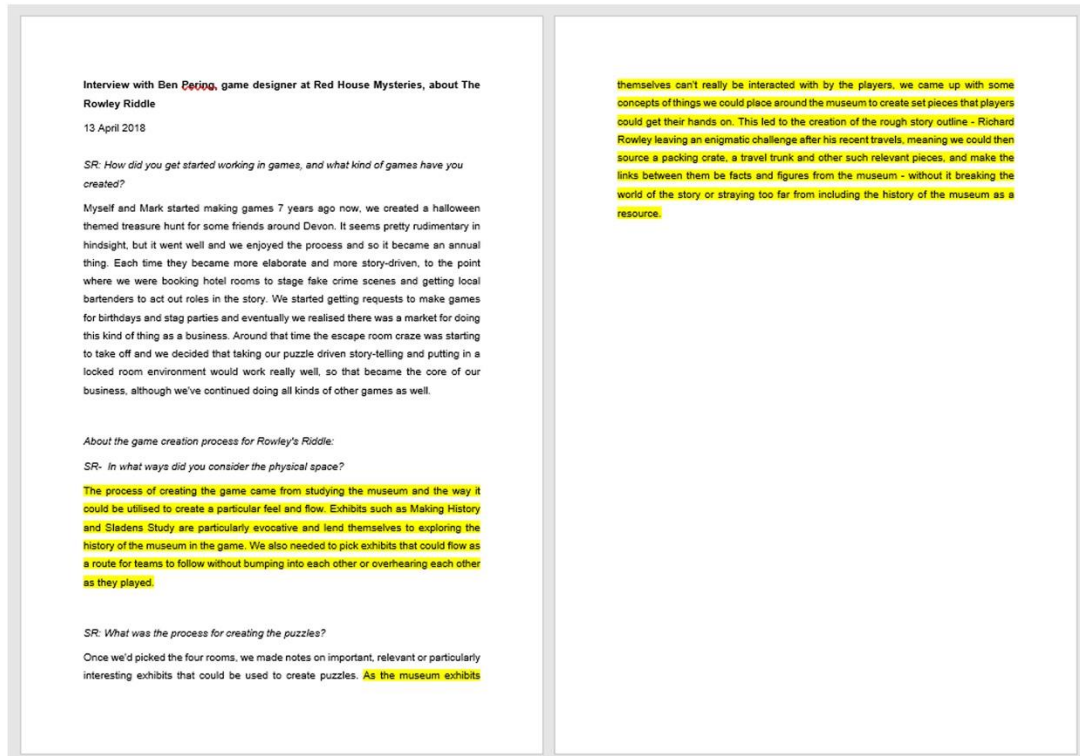 Interview with Ben Pering, game designer at Red House Mysteries, about The
Rowley Riddle
13 April 2018
SR: How did you get started working in games, and what kind of games have you
created?
Myself and Mark started making games 7 years ago now, we created a halloween
themed treasure hunt for some friends around Devon. It seems pretty rudimentary in
hindsight, but it went well and we enjoyed the process and so it became an annual
thing. Each time they became more elaborate and more story-driven, to the point
where we were booking hotel rooms to stage fake crime scenes and getting local
bartenders to act out roles in the story. We started getting requests to make games
for birthdays and stag parties and eventually we realised there was a market for doing
this kind of thing as a business. Around that time the escape room craze was starting
to take off and we decided that taking our puzzle driven story-telling and putting in a
locked room environment would work really well, so that became the core of our
business, although we've continued doing all kinds of other games as well.
About the game creation process for Rowley's Riddle:
SR- In what ways did you consider the physical space?
The process of creating the game came from studying the museum and the way it
could be utilised to create a particular feel and flow. Exhibits such as Making History
and Sladens Study are particularly evocative and lend themselves to exploring the
history of the museum in the game. We also needed to pick exhibits that could flow as
a route for teams to follow without bumping into each other or overhearing each other
as they played.
SR: What was the process for creating the puzzles?
Once we'd picked the four rooms, we made notes on important, relevant or particularly
interesting exhibits that could be used to create puzzles. As the museum exhibits
themselves can't really be interacted with by the players, we came up with some
concepts of things we could place around the museum to create set pieces that players
could get their hands on. This led to the creation of the rough story outline - Richard
Rowley leaving an enigmatic challenge after his recent travels, meaning we could then
source a packing crate, a travel trunk and other such relevant pieces, and make the
links between them be facts and figures from the museum - without it breaking the
world of the story or straying too far from including the history of the museum as a
resource.